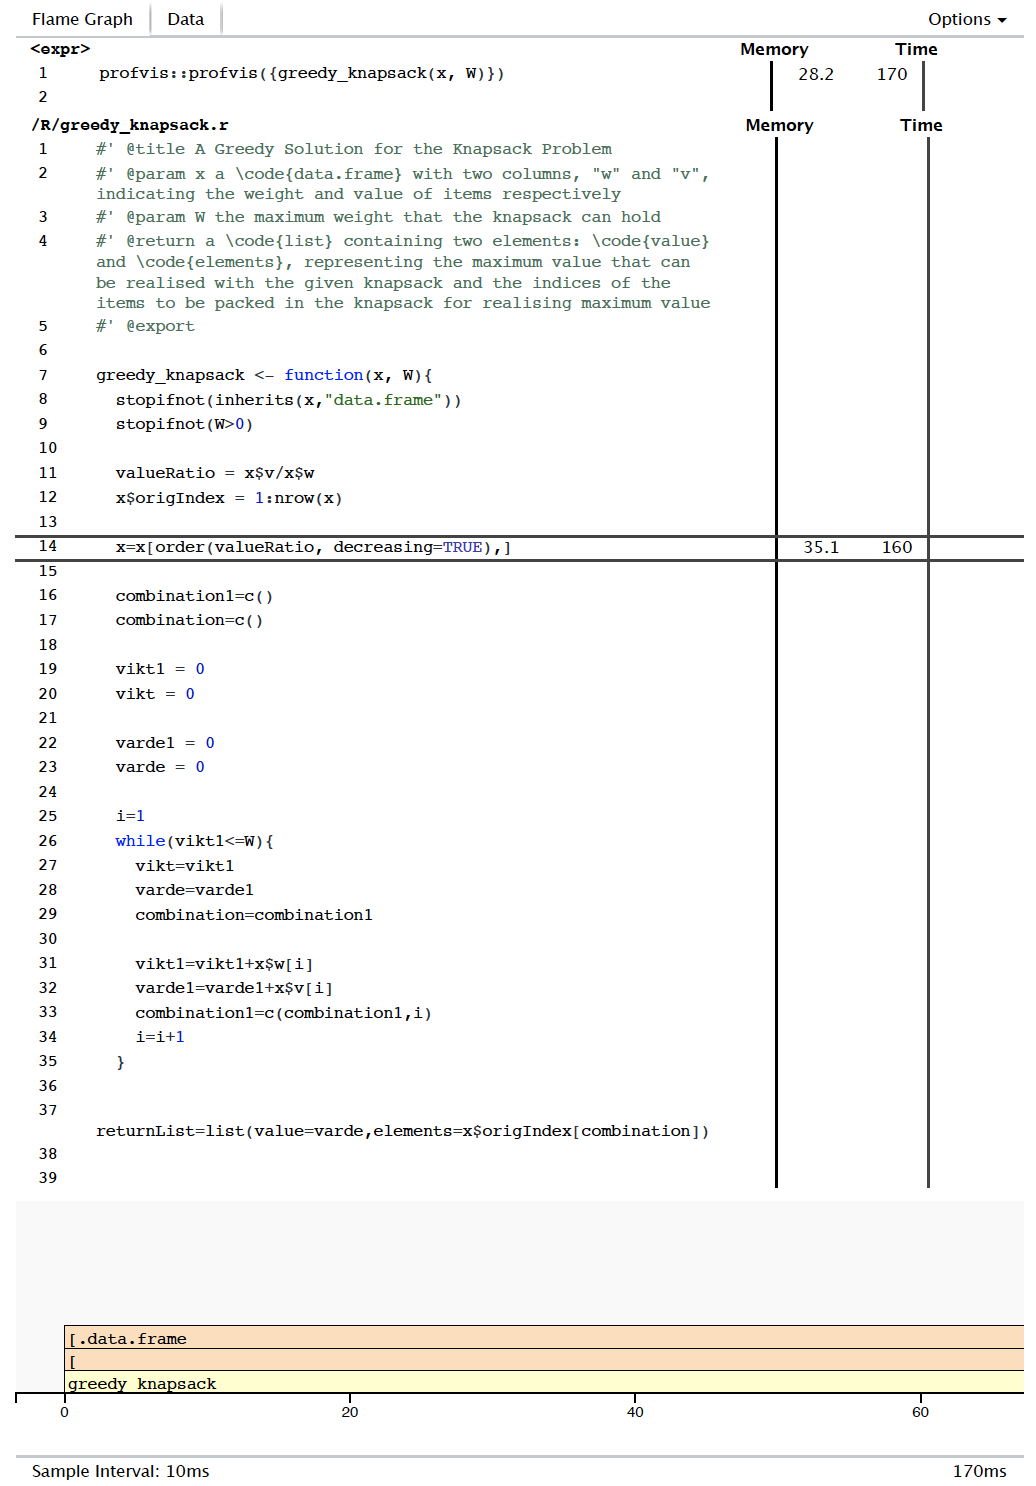 Flame Graph Data Options
<expr> Memory Time
1 profvis::profvis({greedy_knapsack(x, W)}) 28.2 170
2
/R/greedy_knapsack.r Memory Time
1 #' @title A Greedy Solution for the Knapsack Problem
2 #' @param x a \code{data.frame} with two columns, "w" and "v",
indicating the weight and value of items respectively
3 #' @param W the maximum weight that the knapsack can hold
4 #' @return a \code{list} containing two elements: \code{value}
and \code{elements}, representing the maximum value that can
be realised with the given knapsack and the indices of the
items to be packed in the knapsack for realising maximum value
5 #' @export
6
7 greedy_knapsack <- function(x, W){
8 stopifnot(inherits(x,"data.frame"))
9 stopifnot(W>0)
10
11 valueRatio = x$v/x$w
12 x$origIndex = 1:nrow(x)
13
14 x=x[order(valueRatio, decreasing=TRUE),] 35.1 160
15
16 combination1=c()
17 combination=c()
18
19 vikt1 = 0
20 vikt = 0
21
22 varde1 = 0
23 varde = 0
24
25 i=1
26 while(vikt1<=W){
27 vikt=vikt1
28 varde=varde1
29 combination=combination1
30
31 vikt1=vikt1+x$w[i]
32 varde1=varde1+x$v[i]
33 combination1=c(combination1,i)
34 i=i+1
35 }
36
37
returnList=list(value=varde,elements=x$origIndex[combination])
38
39
[.data.frame
[
greedy_knapsack
0 20 40 60
Sample Interval: 10ms 170ms